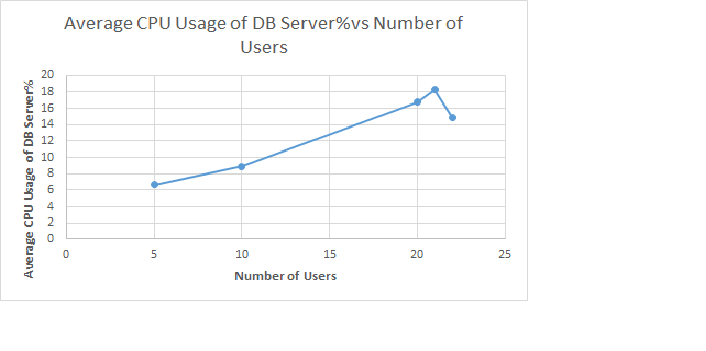 Average CPU Usage of DB Server%vs Number of
Users
Average CPU Usage of DB Server%
20
18
16
14
12
10
8
6
4
2
0
0 5 10 15 20 25
Number of Users